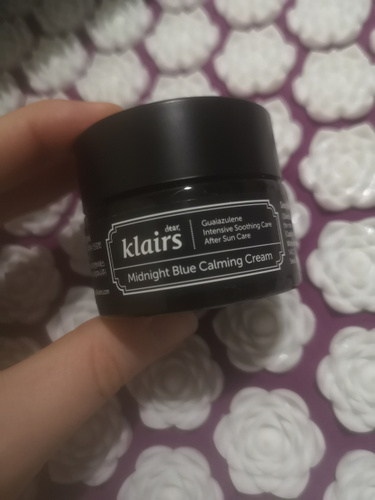 dear,
klairs
Guaiazulene
Intensive Soothing Care
After Sun Care
Midnight Blue Calming Cream